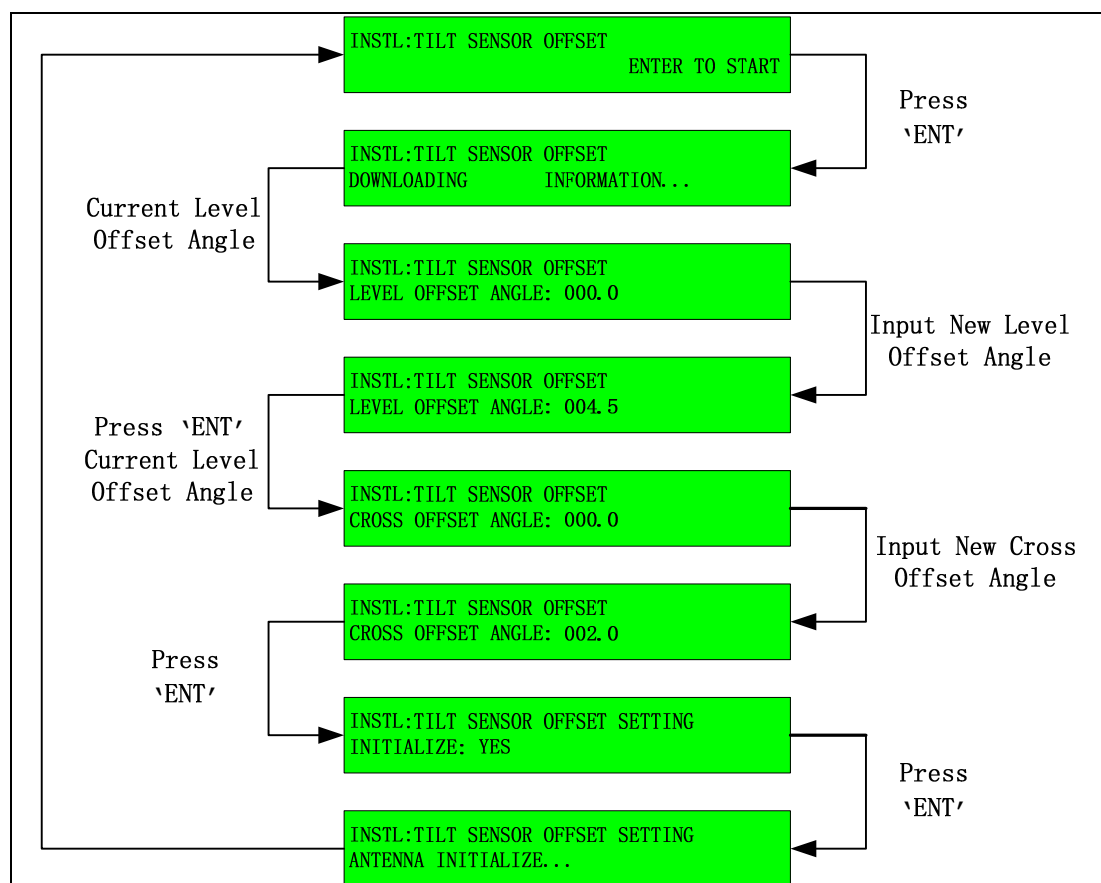 INSTL:TILT SENSOR OFFSET
ENTER TO START
Press
‵ENT′
INSTL:TILT SENSOR OFFSET
DOWNLOADING INFORMATION...
Current Level
Offset Angle
INSTL:TILT SENSOR OFFSET
LEVEL OFFSET ANGLE: 000.0
Input New Level
Offset Angle
INSTL:TILT SENSOR OFFSET
LEVEL OFFSET ANGLE: 004.5
Press ‵ENT′
Current Level
Offset Angle
INSTL:TILT SENSOR OFFSET
CROSS OFFSET ANGLE: 000.0
Input New Cross
Offset Angle
INSTL:TILT SENSOR OFFSET
CROSS OFFSET ANGLE: 002.0
Press
‵ENT′
INSTL:TILT SENSOR OFFSET SETTING
INITIALIZE: YES
Press
‵ENT′
INSTL:TILT SENSOR OFFSET SETTING
ANTENNA INITIALIZE...